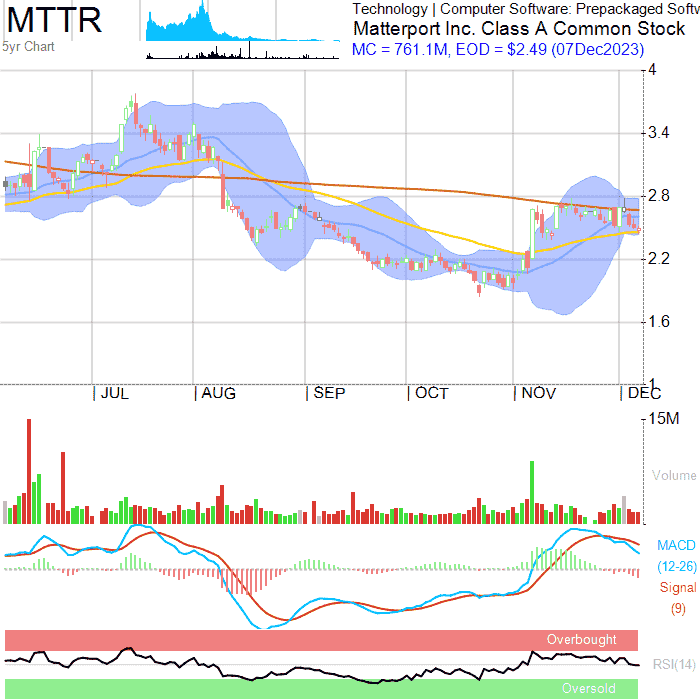 MTTR
5yr Chart
Technology | Computer Software: Prepackaged Softw
Matterport Inc. Class A Common Stock
MC = 761.1M, EOD = $2.49 (07Dec2023)
4
3.4
2.8
2.2
1.6
1
JUL
AUG
SEP
OCT
NOV
DEC
15M
Volume
MACD
(12-26)
Signal
(9)
Overbought
RSI(14)
Oversold